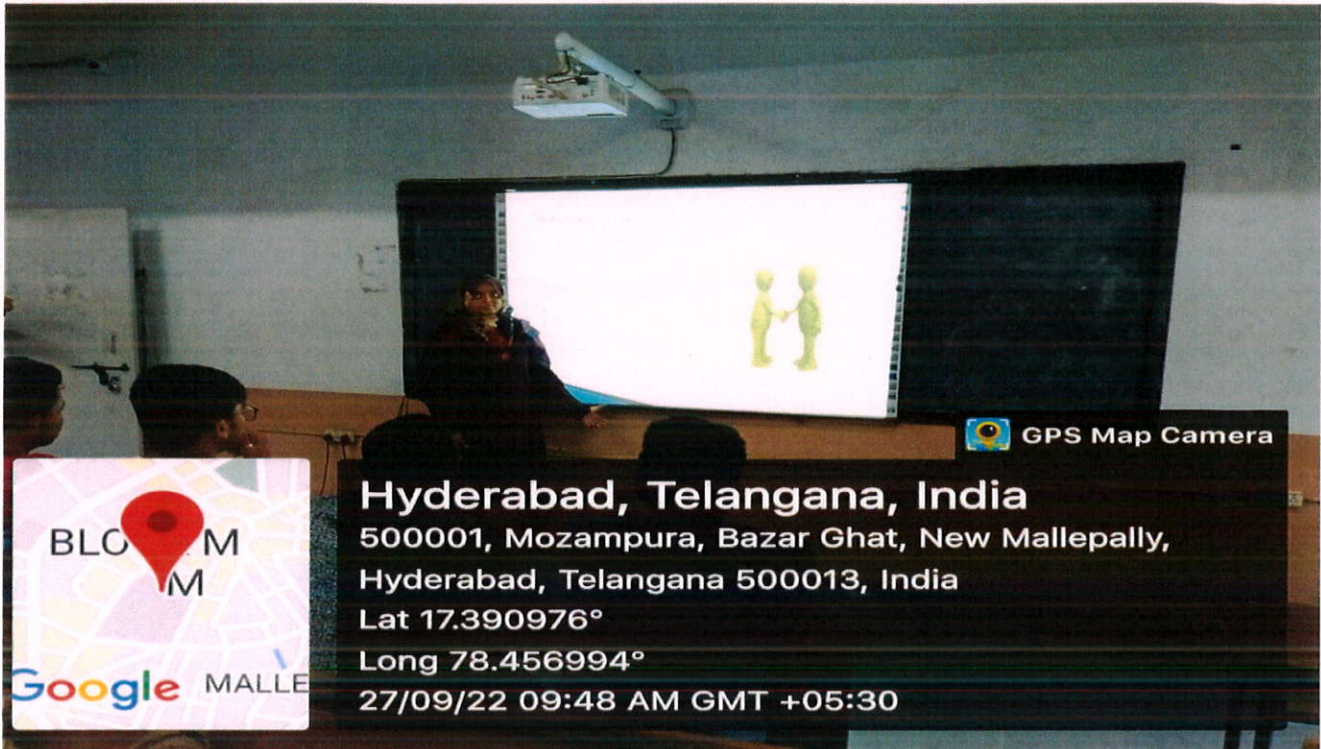 GPS Map Camera
Hyderabad, Telangana, India
500001, Mozampura, Bazar Ghat, New Mallepally,
Hyderabad, Telangana 500013, India
Lat 17.390976°
Long 78.456994°
27/09/22 09:48 AM GMT +05:30
Google
MALLE